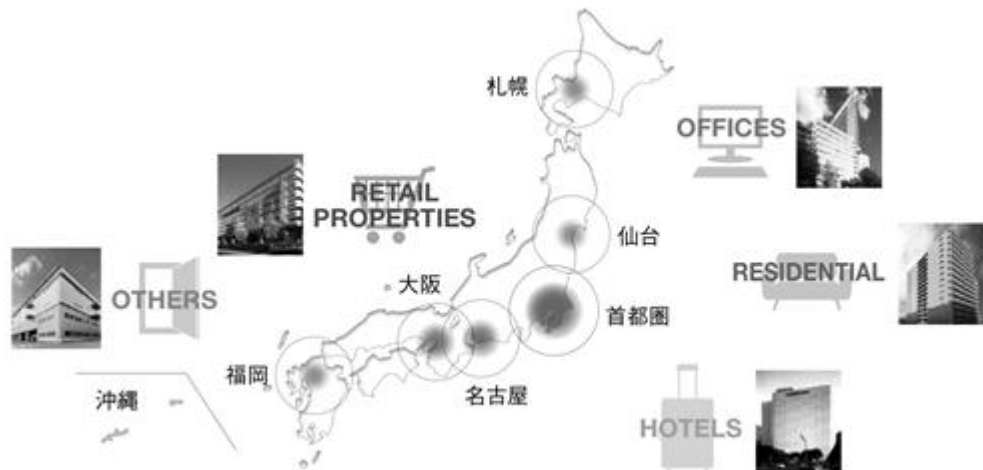 札幌
OFFICES
RETAIL
PROPERTIES
仙台
大阪
RESIDENTIAL
OTHERS
首都圏
福岡
名古屋
沖縄
HOTELS